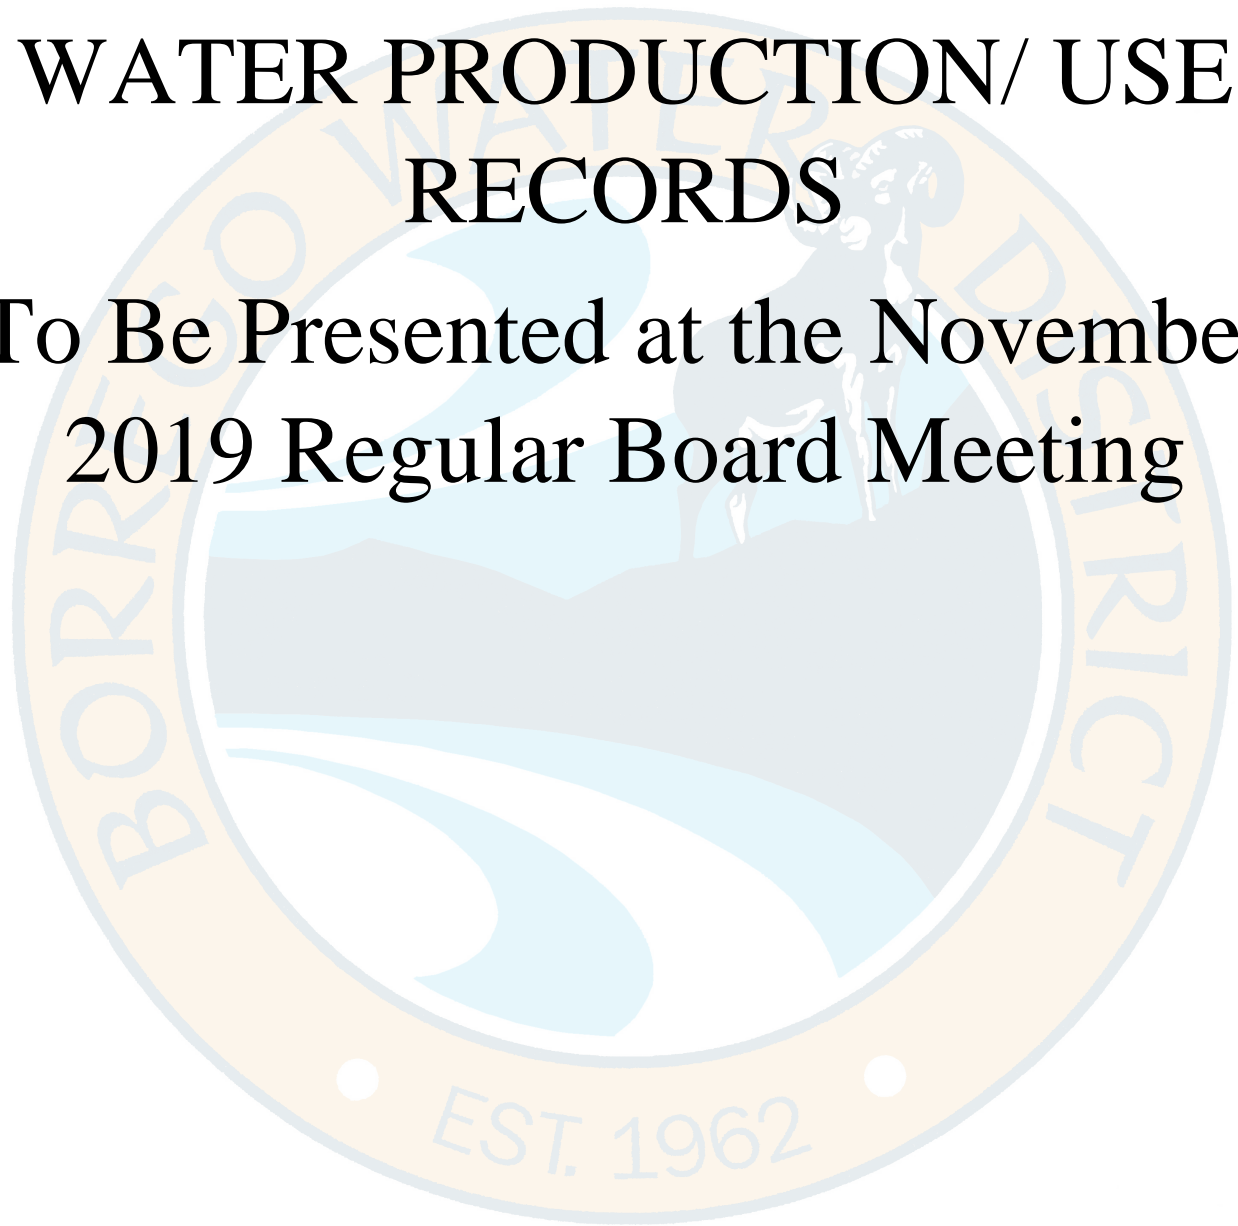 WATER PRODUCTION/ USE
RECORDS
To Be Presented at the Novembe
2019 Regular Board Meeting
BORREGO WATER DISTRICT
EST. 1962